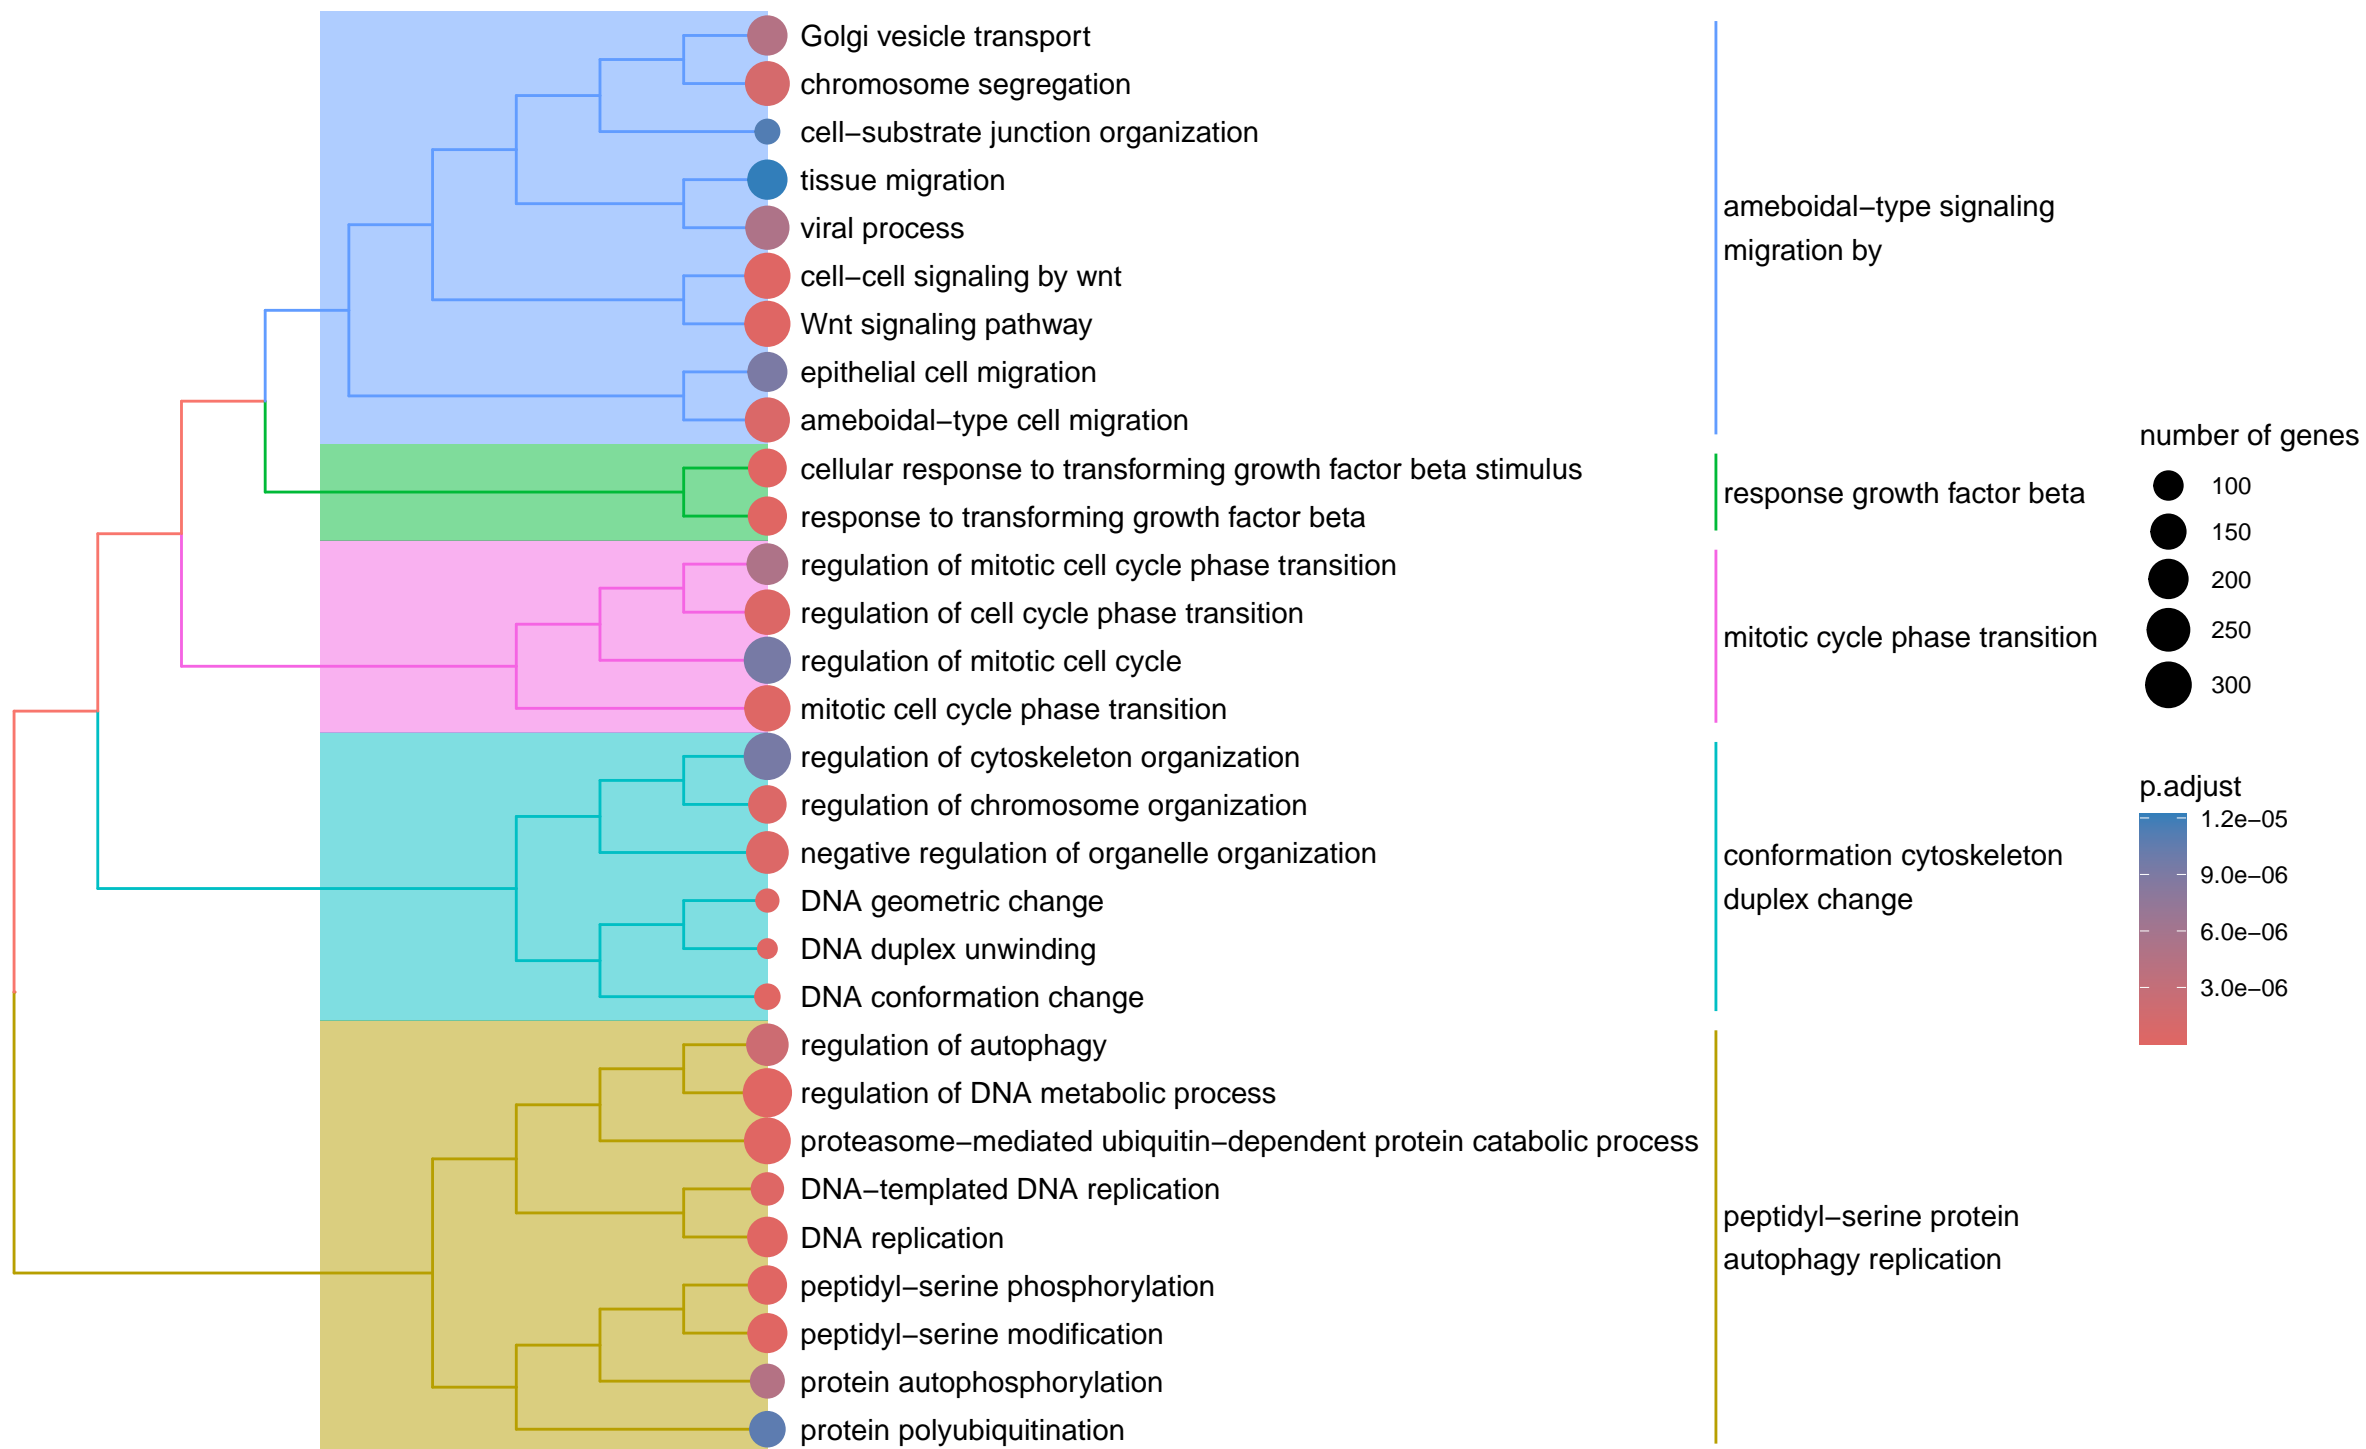 Golgi vesicle transport
chromosome segregation
cell−substrate junction organization
tissue migration
viral process
cell−cell signaling by wnt
Wnt signaling pathway
epithelial cell migration
ameboidal−type cell migration
cellular response to transforming growth factor beta stimulus
response to transforming growth factor beta
regulation of mitotic cell cycle phase transition
regulation of cell cycle phase transition
regulation of mitotic cell cycle
mitotic cell cycle phase transition
regulation of cytoskeleton organization
regulation of chromosome organization
negative regulation of organelle organization
DNA geometric change
DNA duplex unwinding
DNA conformation change
regulation of autophagy
regulation of DNA metabolic process
proteasome−mediated ubiquitin−dependent protein catabolic process
DNA−templated DNA replication
DNA replication
peptidyl−serine phosphorylation
peptidyl−serine modification
protein autophosphorylation
protein polyubiquitination
ameboidal−type signaling
migration by
response growth factor beta
mitotic cycle phase transition
conformation cytoskeleton
duplex change
peptidyl−serine protein
autophagy replication
number of genes
100
150
200
250
300
p.adjust
1.2e−05
9.0e−06
6.0e−06
3.0e−06